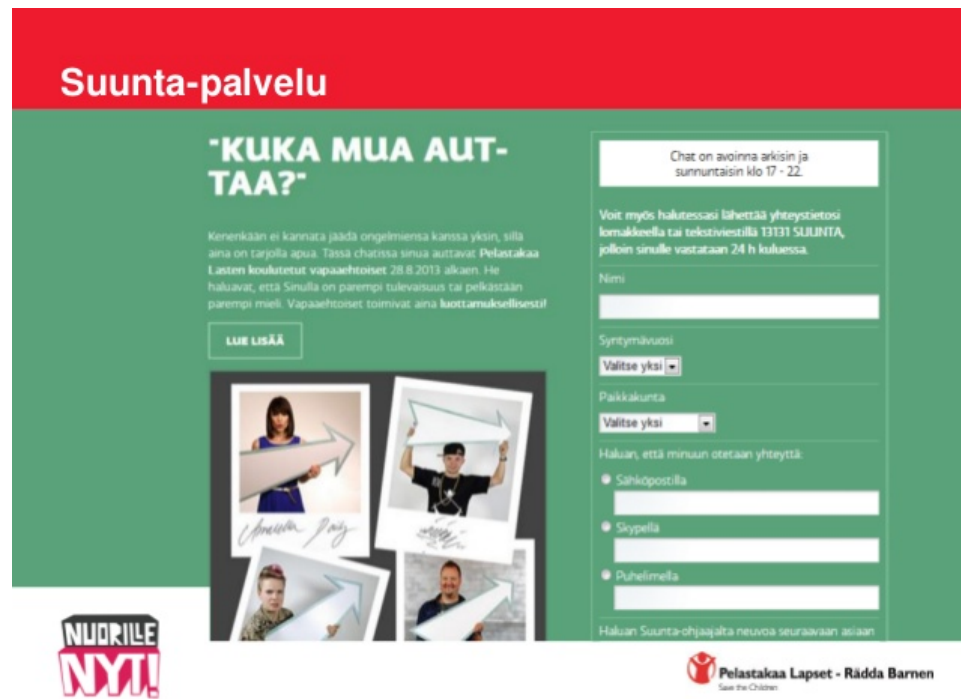 Suunta-palvelu
"KUKA MUA AUT-
TAA?"
Kenenkään ei kannata jäädä ongelmiensa kanssa yksin, sillä
aina on tarjolla apua. Tässä chatissa sinua auttavat Pelastakaa
Lasten koulutetut vapaaehtoiset 28.8.2013 alkaen. He
haluavat, että Sinulla on parempi tulevaisuus tai pelkästään
parempi mieli. Vapaaehtoiset toimivat aina luottamuksellisesti!
LUE LISÄÄ
Chat on avoinna arkisin ja
sunnuntaisin klo 17 - 22.
Voit myös halutessasi lähettää yhteystietosi
lomakkeella tai tekstiviestillä 13131 SUUNTA,
jolloin sinulle vastataan 24 h kuluessa.
Nimi
Syntymävuosi
Valitse yksi
Paikkakunta
Valitse yksi
Haluan, että minuun otetaan yhteyttä:
Sähköpostilla
Skypellä
Puhelimella
Haluan Suunta-ohjaajalta neuvoa seuraavaan asiaan
NUORILLE
NYT!
Pelastakaa Lapset - Rädda Barnen
Save the Children